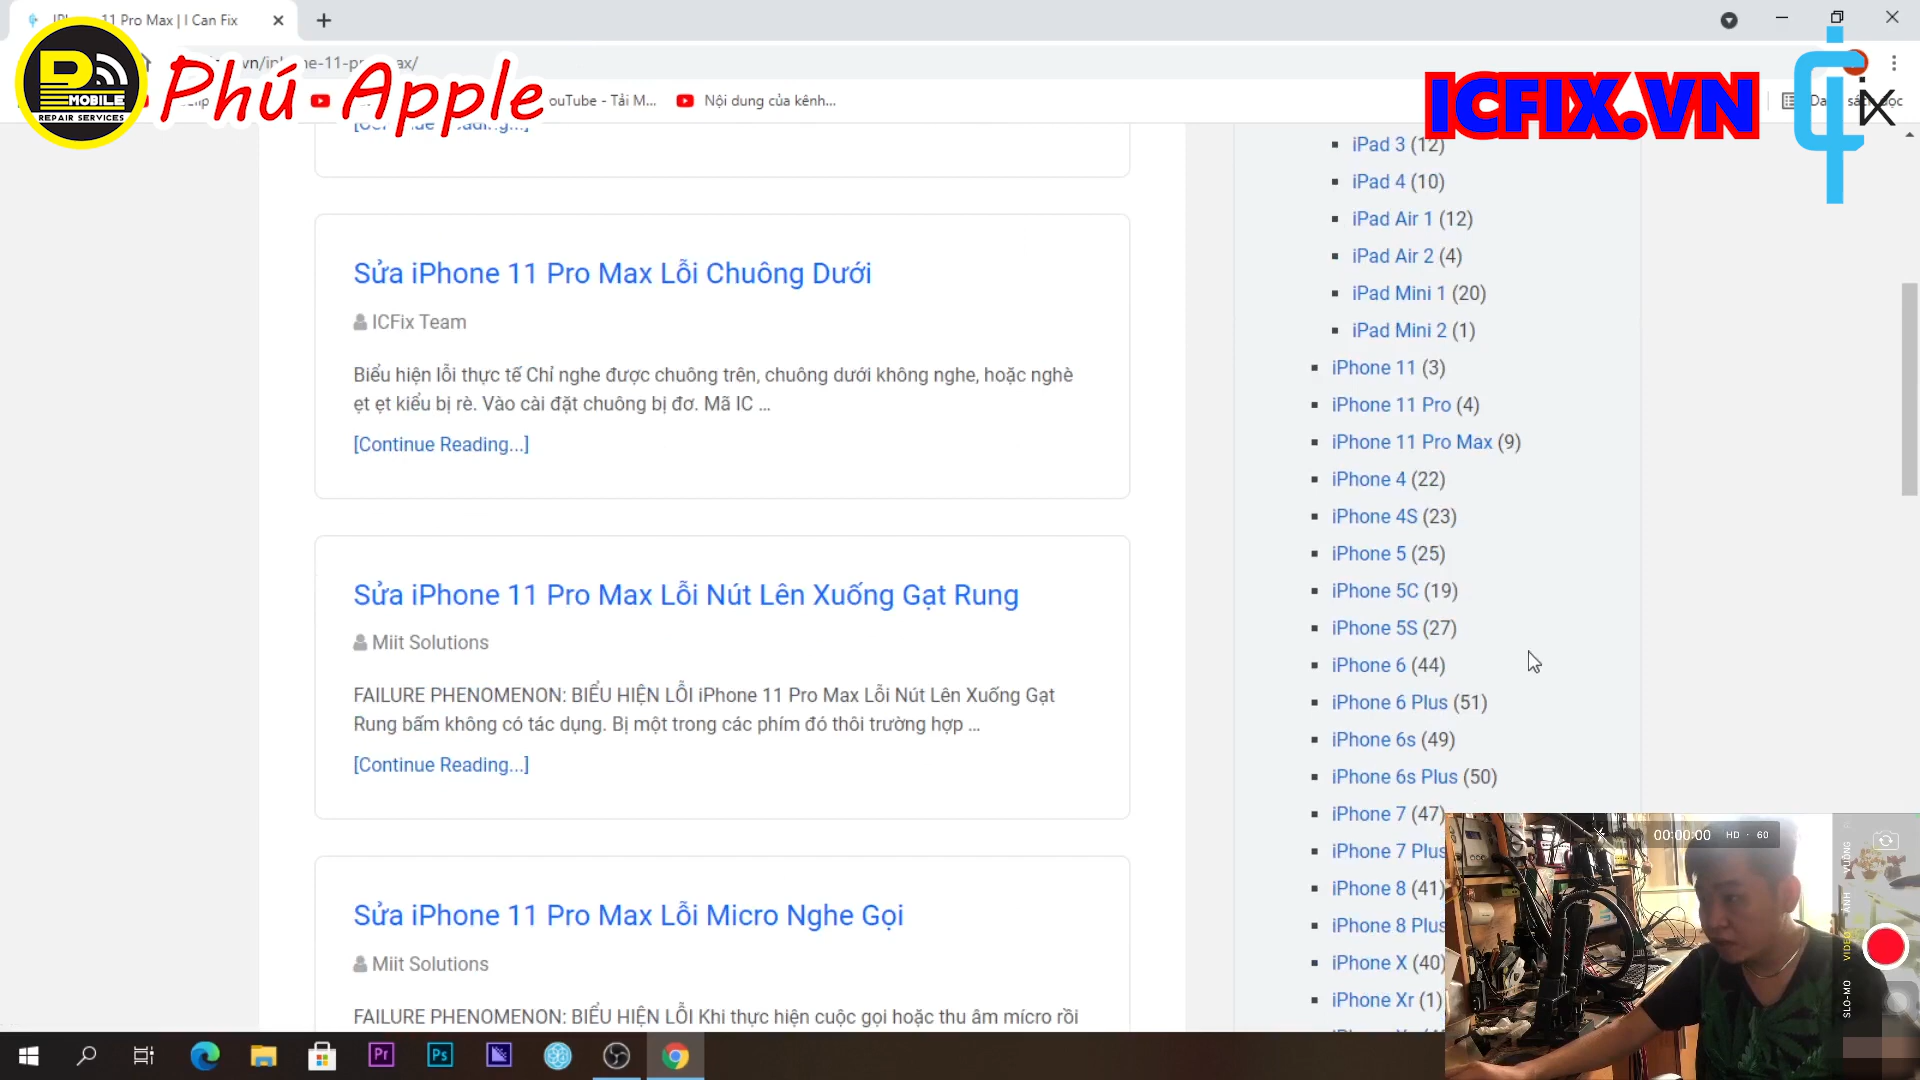 11 Pro Max | I Can Fix
P
MOBILE
REPAIR SERVICES
Phú-Apple
ouTube - Tải M...
Nội dung của kênh...
ICFIX.VN
Sửa iPhone 11 Pro Max Lỗi Chuông Dưới
ICFix Team
Biểu hiện lỗi thực tế Chỉ nghe được chuông trên, chuông dưới không nghe, hoặc nghè
ẹt ẹt kiểu bị rè. Vào cài đặt chuông bị đơ. Mã IC ...
[Continue Reading...]
Sửa iPhone 11 Pro Max Lỗi Nút Lên Xuống Gạt Rung
Miit Solutions
FAILURE PHENOMENON: BIỂU HIỆN LỖI iPhone 11 Pro Max Lỗi Nút Lên Xuống Gạt
Rung bấm không có tác dụng. Bị một trong các phím đó thôi trường hợp ...
[Continue Reading...]
Sửa iPhone 11 Pro Max Lỗi Micro Nghe Gọi
Miit Solutions
FAILURE PHENOMENON: BIỂU HIỆN LỖI Khi thực hiện cuộc gọi hoặc thu âm mícro rồi
iPad 3 (12)
iPad 4 (10)
iPad Air 1 (12)
iPad Air 2 (4)
iPad Mini 1 (20)
iPad Mini 2 (1)
iPhone 11 (3)
iPhone 11 Pro (4)
iPhone 11 Pro Max (9)
iPhone 4 (22)
iPhone 4S (23)
iPhone 5 (25)
iPhone 5C (19)
iPhone 5S (27)
iPhone 6 (44)
iPhone 6 Plus (51)
iPhone 6s (49)
iPhone 6s Plus (50)
iPhone 7 (47)
iPhone 7 Plus
iPhone 8 (41)
iPhone 8 Plus
iPhone X (40)
iPhone Xr (1)
00:00:00 HD · 60
VUÔNG
ẢNH
VIDEO
SLO-MO
Pr
Ps